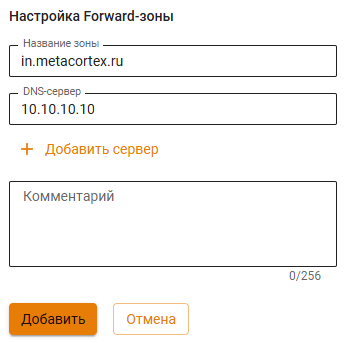 Настройка Forward-зоны
Название зоны
in.metacortex.ru
DNS-сервер
10.10.10.10
+ Добавить сервер
Комментарий
0/256
Добавить
Отмена